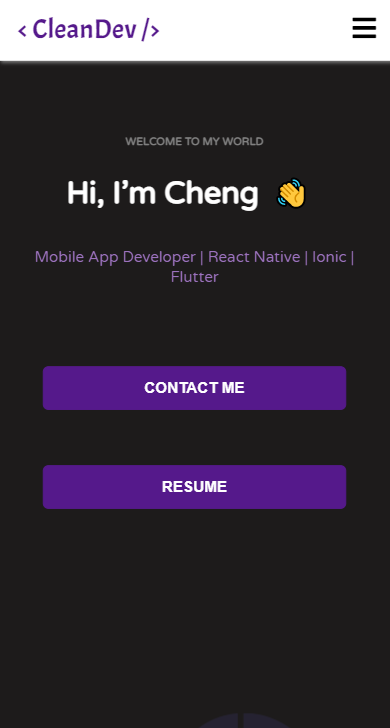 < CleanDev />
WELCOME TO MY WORLD
Hi, I’m Cheng 👋
Mobile App Developer | React Native | Ionic |
Flutter
CONTACT ME
RESUME